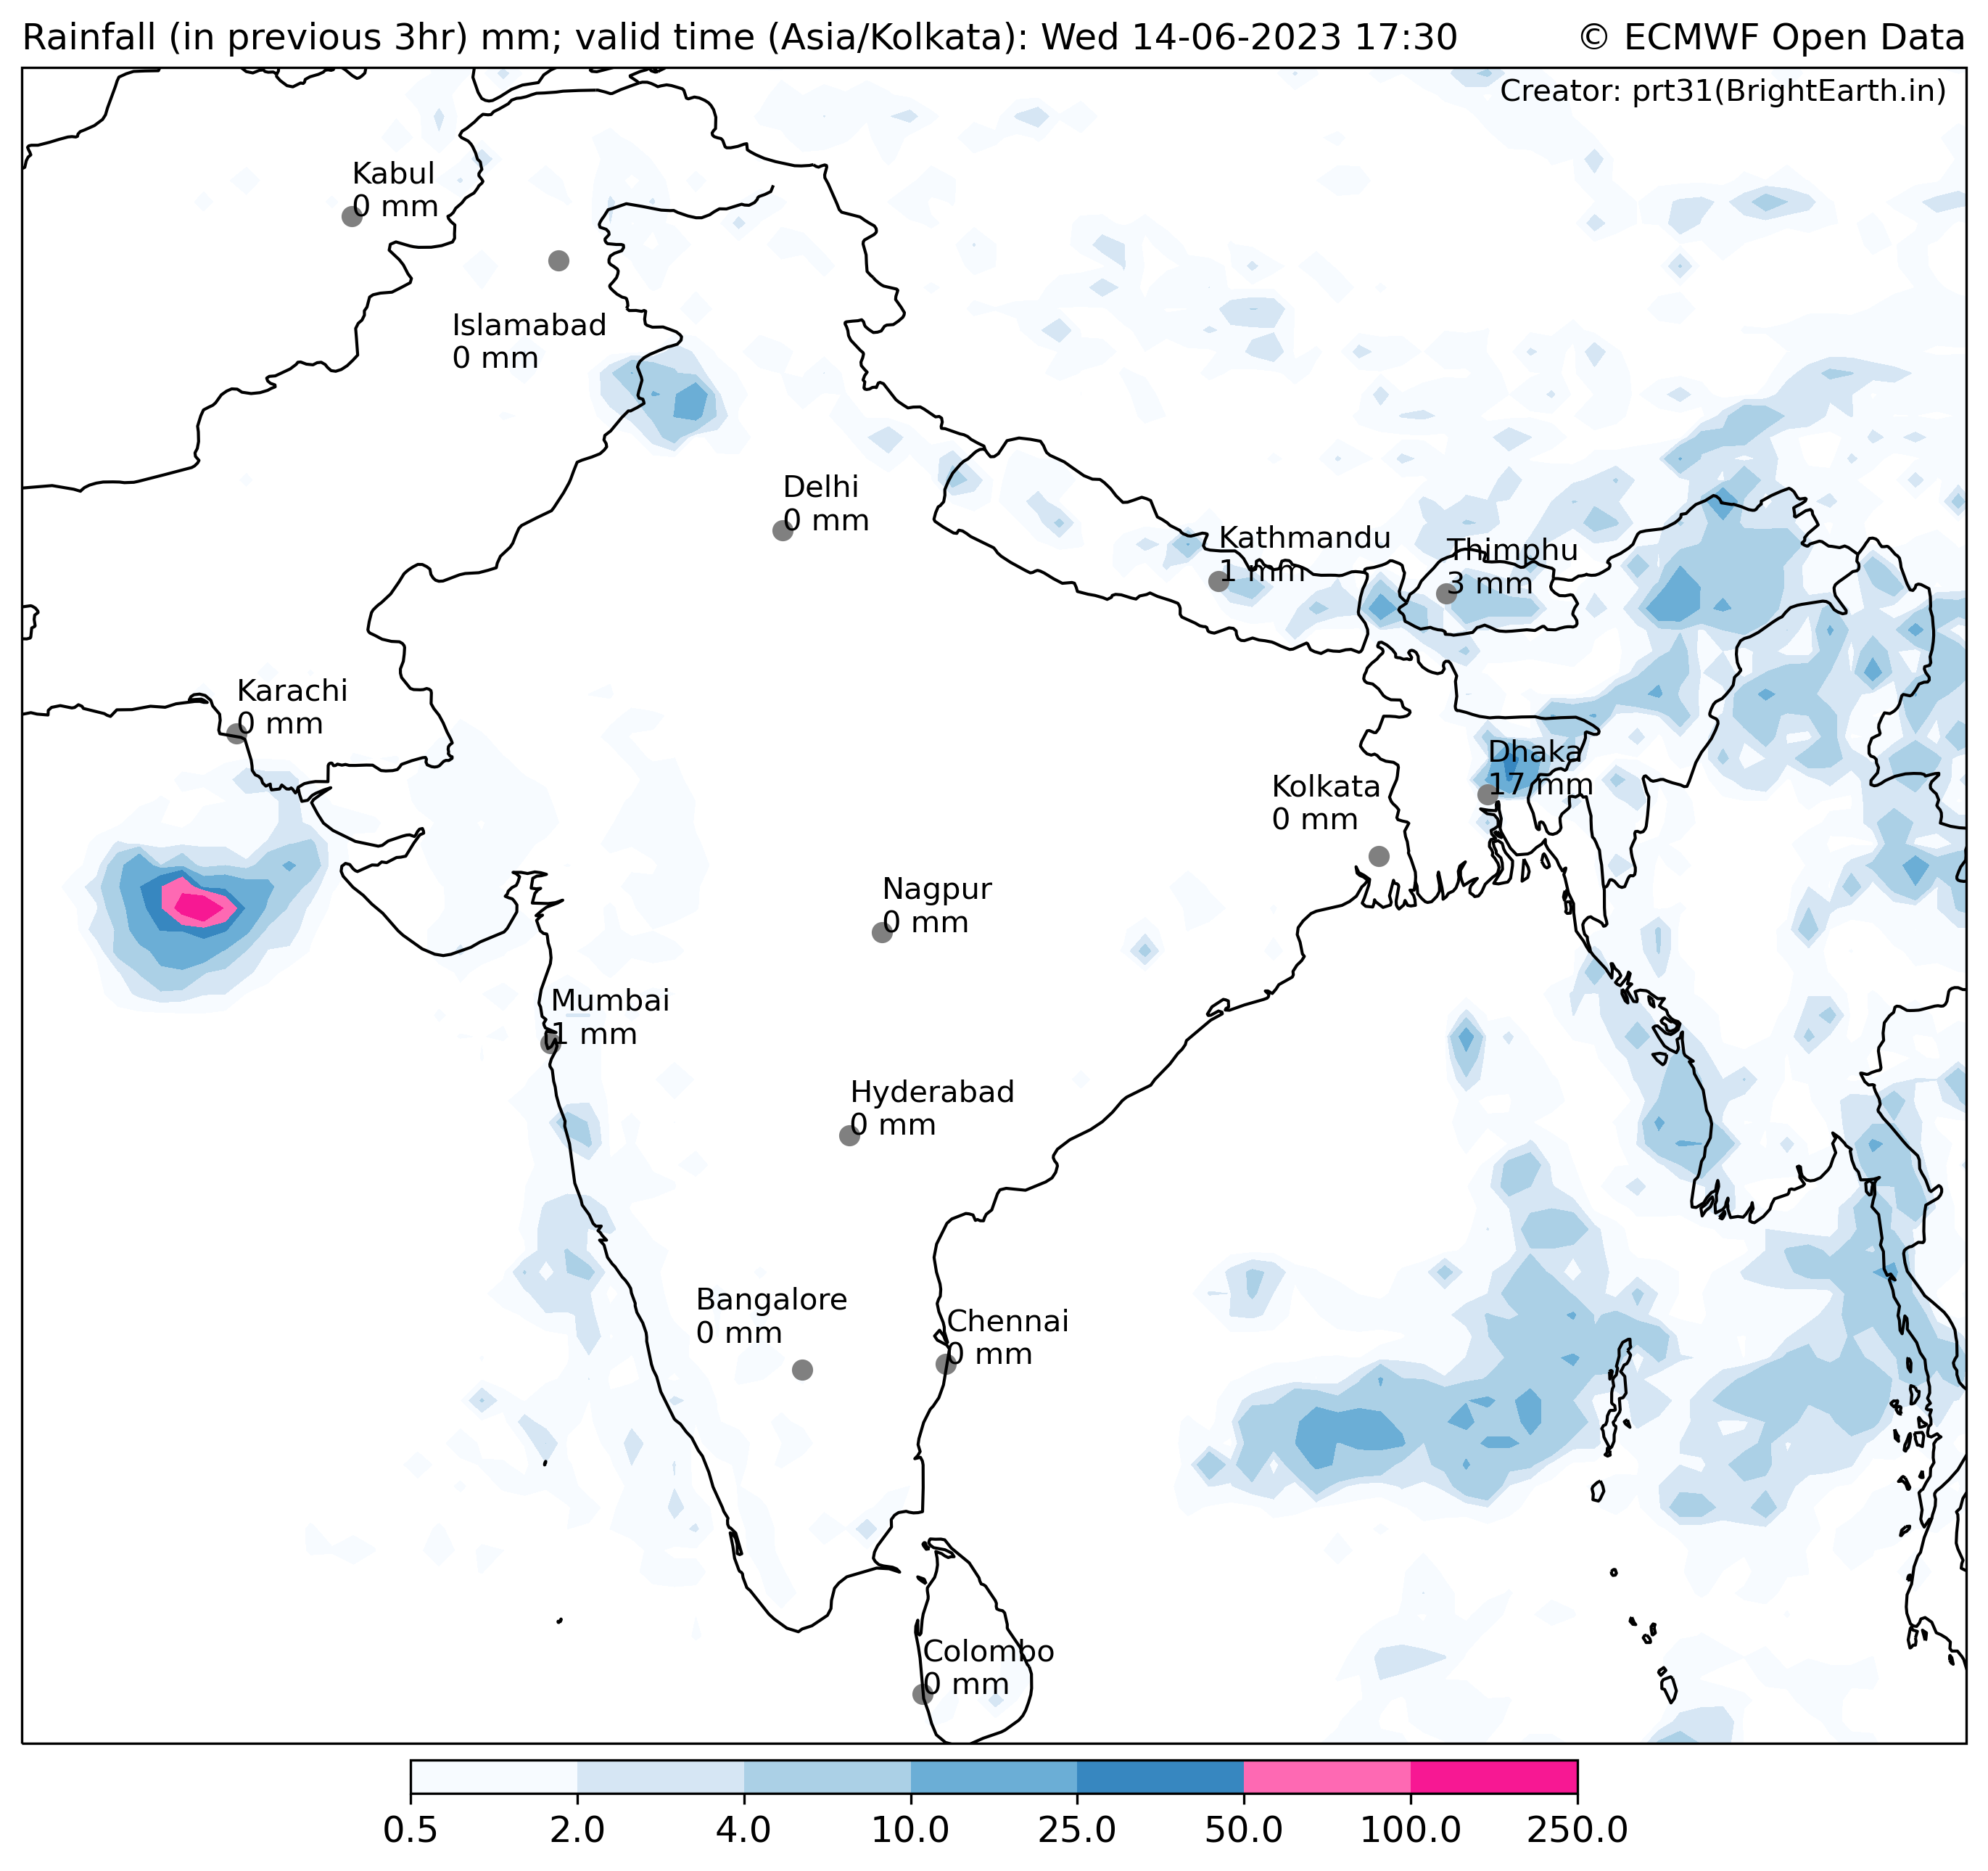 Rainfall (in previous 3hr) mm; valid time (Asia/Kolkata): Wed 14-06-2023 17:30
© ECMWF Open Data
Creator: prt31(BrightEarth.in)
Kabul
0 mm
Islamabad
0 mm
Delhi
0 mm
Kathmandu
1 mm
Thimphu
3 mm
Karachi
0 mm
Dhaka
17 mm
Kolkata
0 mm
Nagpur
0 mm
Mumbai
1 mm
Hyderabad
0 mm
Bangalore
0 mm
Chennai
0 mm
Colombo
0 mm
0.5 2.0 4.0 10.0 25.0 50.0 100.0 250.0